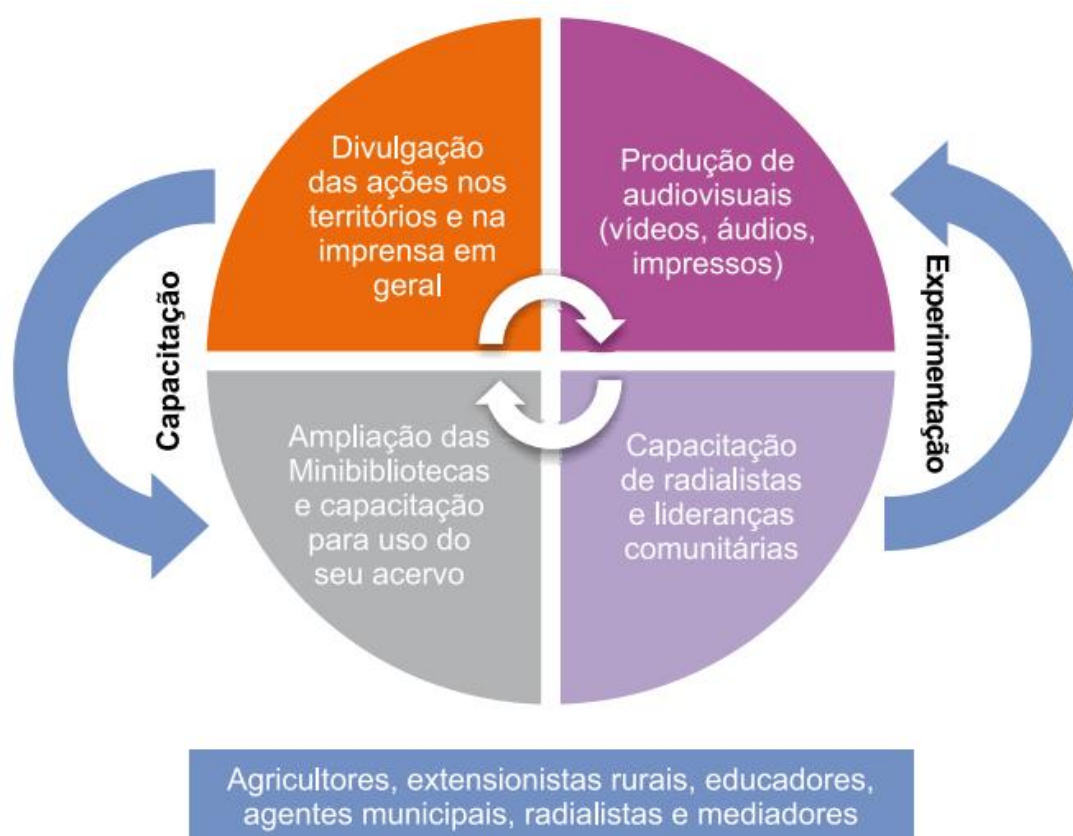 Divulgação
das ações nos
territórios e na
imprensa em
geral
Produção de
audiovisuais
(vídeos, áudios,
impressos)
Capacitação
Experimentação
Ampliação das
Minibibliotecas
e capacitação
para uso do
seu acervo
Capacitação
de radialistas
e lideranças
comunitárias
Agricultores, extensionistas rurais, educadores,
agentes municipais, radialistas e mediadores